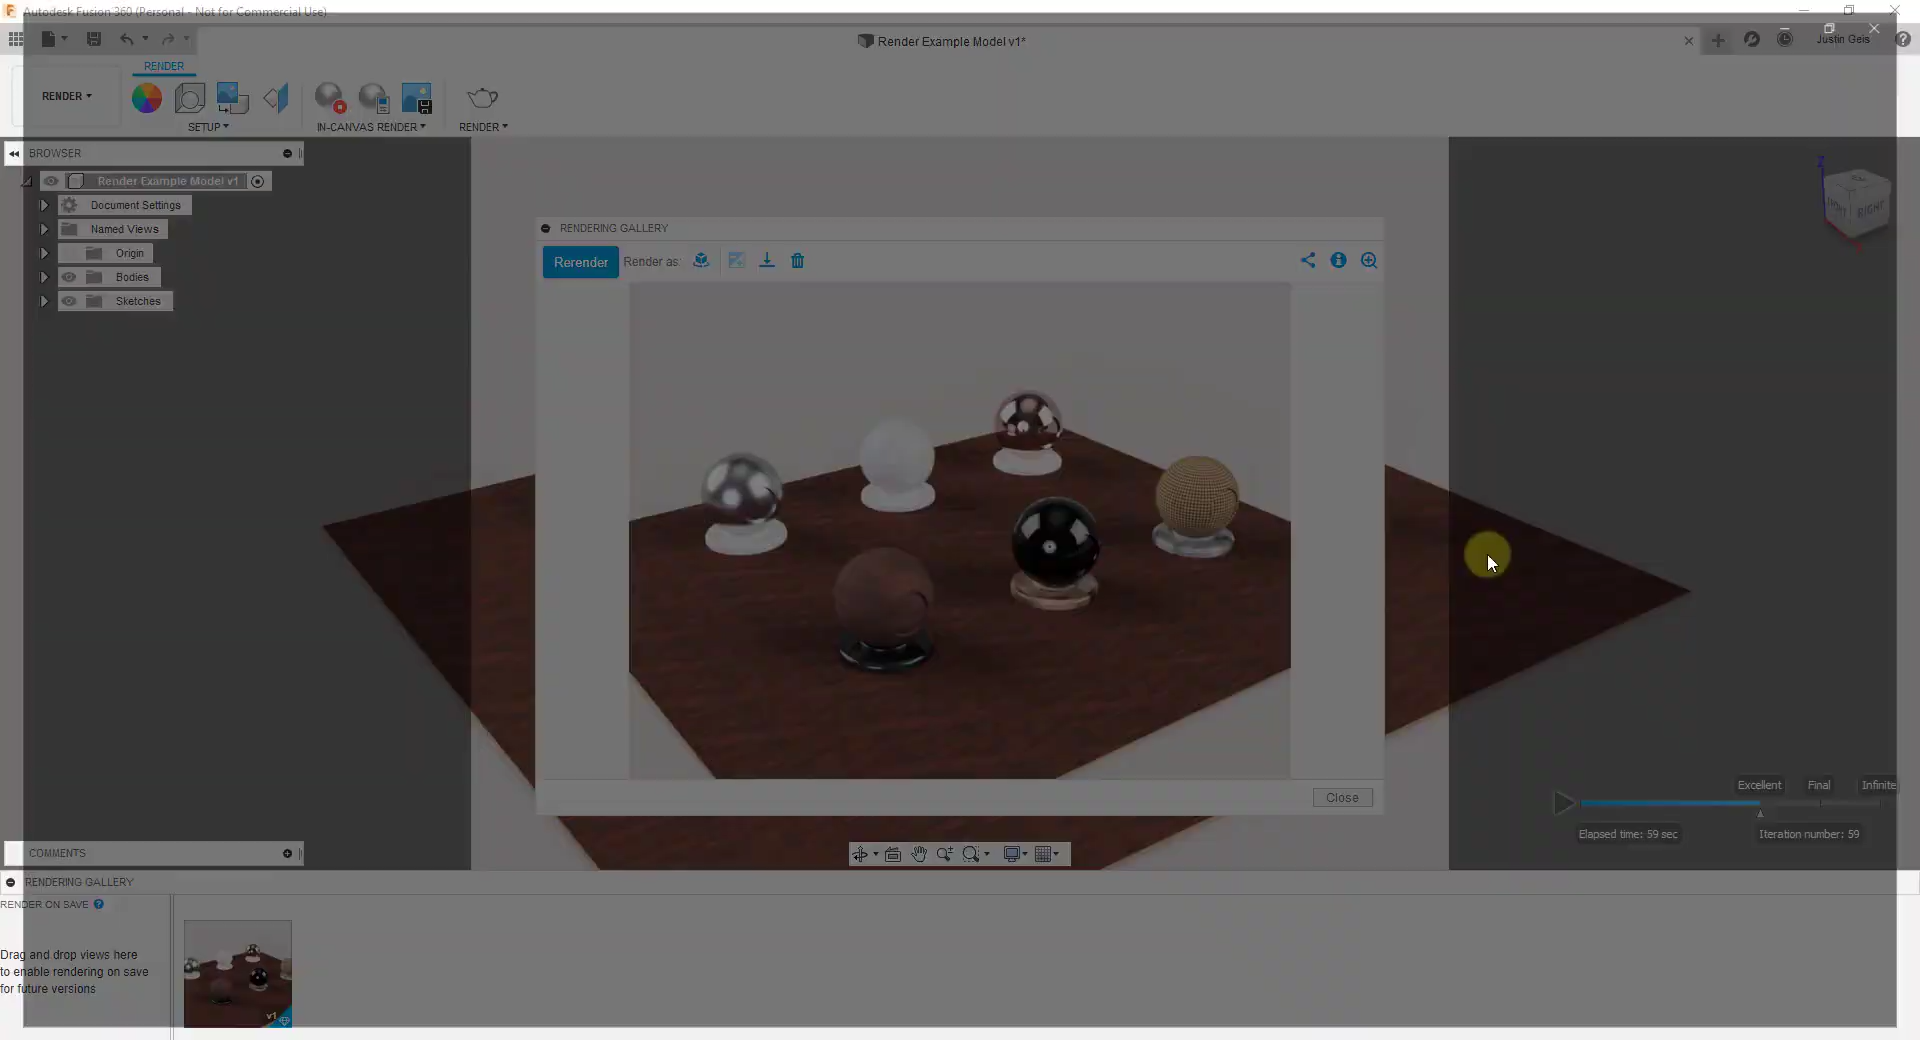 Autodesk Fusion 360 (Personal - Not for Commercial Use)
Render Example Model v1*
Justin Geis
RENDER
RENDER
SETUP
IN-CANVAS RENDER
RENDER
BROWSER
Render Example Model v1
Document Settings
Named Views
Origin
Bodies
Sketches
Z
FRONT
RIGHT
RENDERING GALLERY
Rerender
Render as:
Close
Excellent
Final
Infinite
Elapsed time: 59 sec
Iteration number: 59
COMMENTS
RENDERING GALLERY
RENDER ON SAVE
Drag and drop views here
to enable rendering on save
for future versions
v1